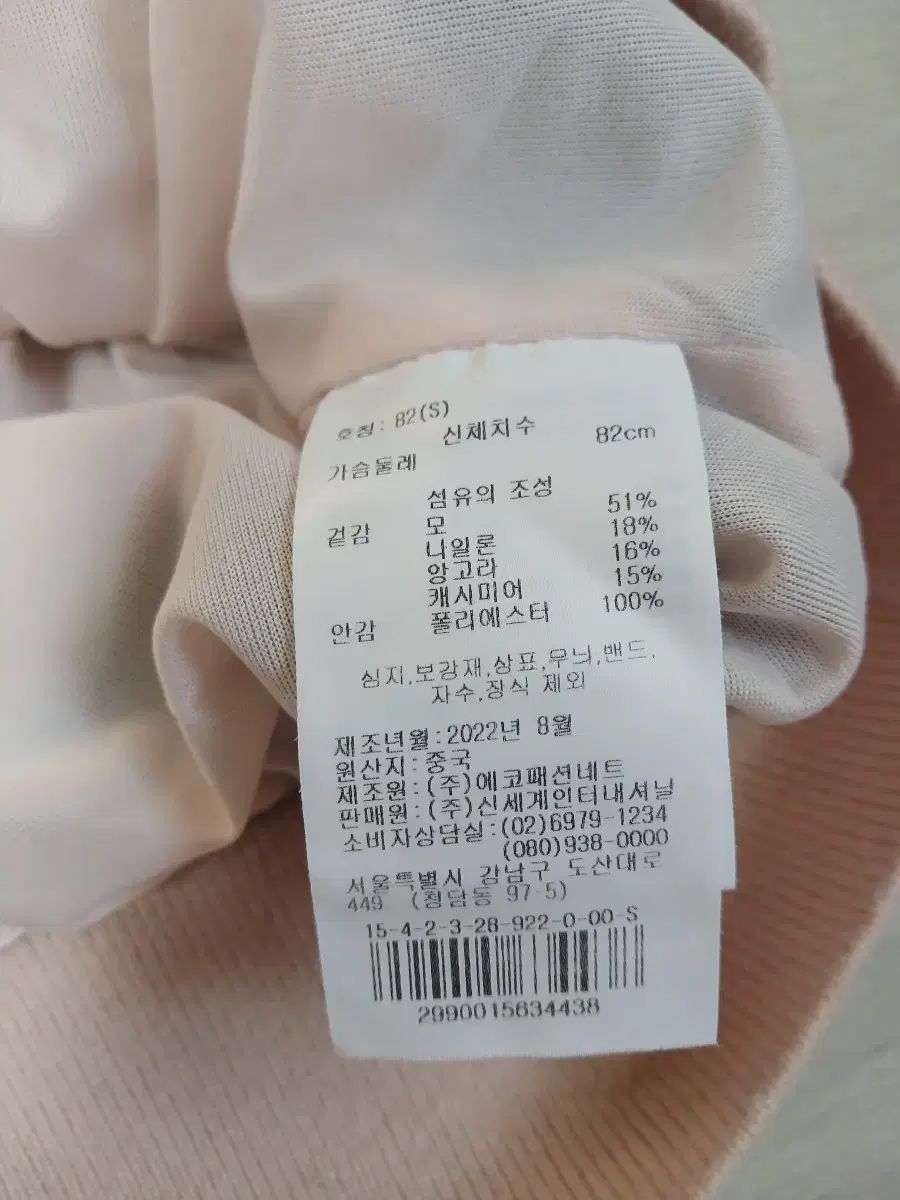 호칭: 82(S)
신체치수
가슴둘레 82cm
섬유의 조성
겉감 모 51%
나일론 18%
앙고라 16%
캐시미어 15%
안감 폴리에스터 100%
심지,보강재,상표,무늬,밴드,
자수,장식 제외
제조년월:2022년 8월
원산지:중국
제조원:(주)에코패션네트
판매원:(주)신세계인터내셔날
소비자상담실:(02)6979-1234
(080)938-0000
서울특별시 강남구 도산대로
449 (청담동 97-5)
15-4-2-3-28-922-0-00-S
2990015634438